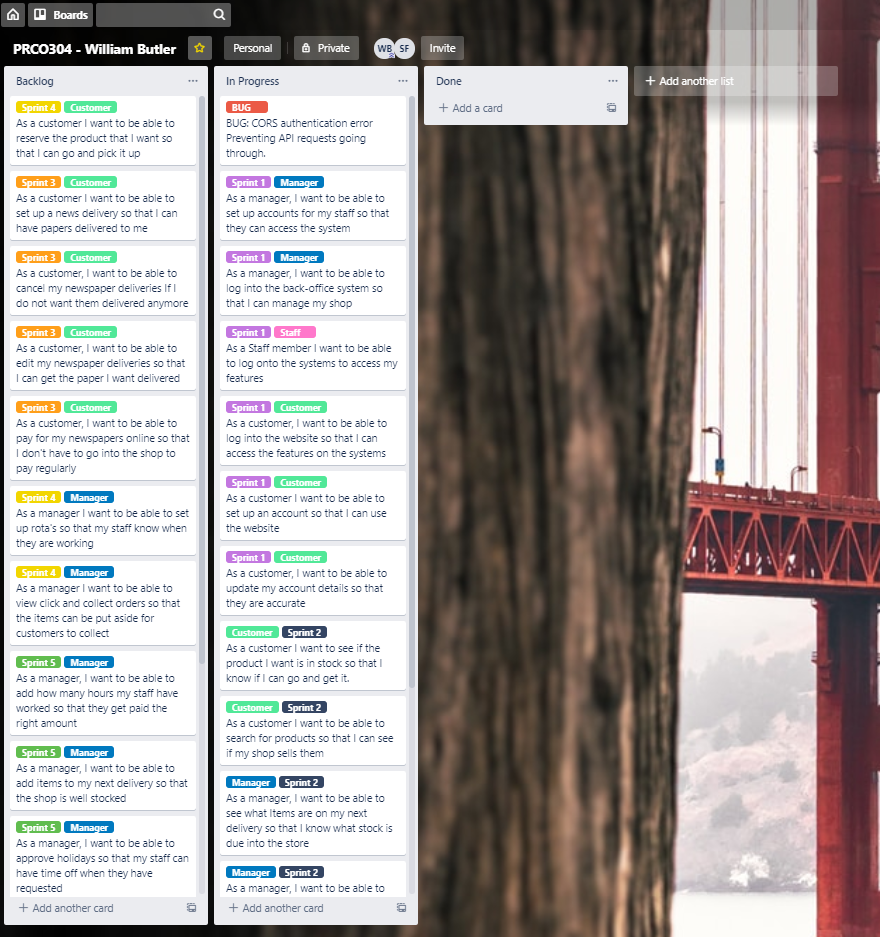 Boards
PRCO304 - William Butler
Personal
Private
WB
SF
Invite
Backlog
Sprint 4 Customer
As a customer I want to be able to
reserve the product that I want so
that I can go and pick it up
Sprint 3 Customer
As a customer I want to be able to
set up a news delivery so that I can
have papers delivered to me
Sprint 3 Customer
As a customer, I want to be able to
cancel my newspaper deliveries If I
do not want them delivered anymore
Sprint 3 Customer
As a customer, I want to be able to
edit my newspaper deliveries so that
I can get the paper I want delivered
Sprint 3 Customer
As a customer, I want to be able to
pay for my newspapers online so that
I don't have to go into the shop to
pay regularly
Sprint 4 Manager
As a manager I want to be able to set
up rota's so that my staff know when
they are working
Sprint 4 Manager
As a manager I want to be able to
view click and collect orders so that
the items can be put aside for
customers to collect
Sprint 5 Manager
As a manager, I want to be able to
add how many hours my staff have
worked so that they get paid the
right amount
Sprint 5 Manager
As a manager, I want to be able to
add items to my next delivery so that
the shop is well stocked
Sprint 5 Manager
As a manager, I want to be able to
approve holidays so that my staff can
have time off when they have
requested
+ Add another card
In Progress
BUG
BUG: CORS authentication error
Preventing API requests going
through.
Sprint 1 Manager
As a manager, I want to be able to
set up accounts for my staff so that
they can access the system
Sprint 1 Manager
As a manager, I want to be able to
log into the back-office system so
that I can manage my shop
Sprint 1 Staff
As a Staff member I want to be able
to log onto the systems to access my
features
Sprint 1 Customer
As a customer, I want to be able to
log into the website so that I can
access the features on the systems
Sprint 1 Customer
As a customer, I want to be able to
set up an account so that I can use
the website
Sprint 1 Customer
As a customer, I want to be able to
update my account details so that
they are accurate
Customer Sprint 2
As a customer I want to see if the
product I want is in stock so that I
know if I can go and get it.
Customer Sprint 2
As a customer I want to be able to
search for products so that I can see
if my shop sells them
Manager Sprint 2
As a manager, I want to be able to
see what Items are on my next
delivery so that I know what stock is
due into the store
Manager Sprint 2
As a manager, I want to be able to
+ Add another card
Done
+ Add a card
+ Add another list